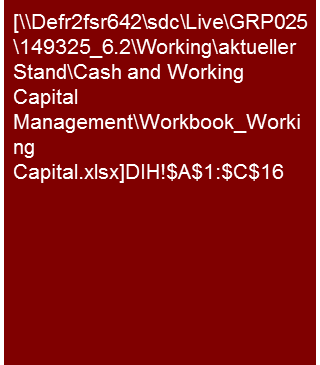 [\\Defr2fsr642\sdc\Live\GRP025
\149325_6.2\Working\aktueller
Stand\Cash and Working
Capital
Management\Workbook_Worki
ng
Capital.xlsx]DIH!$A$1:$C$16